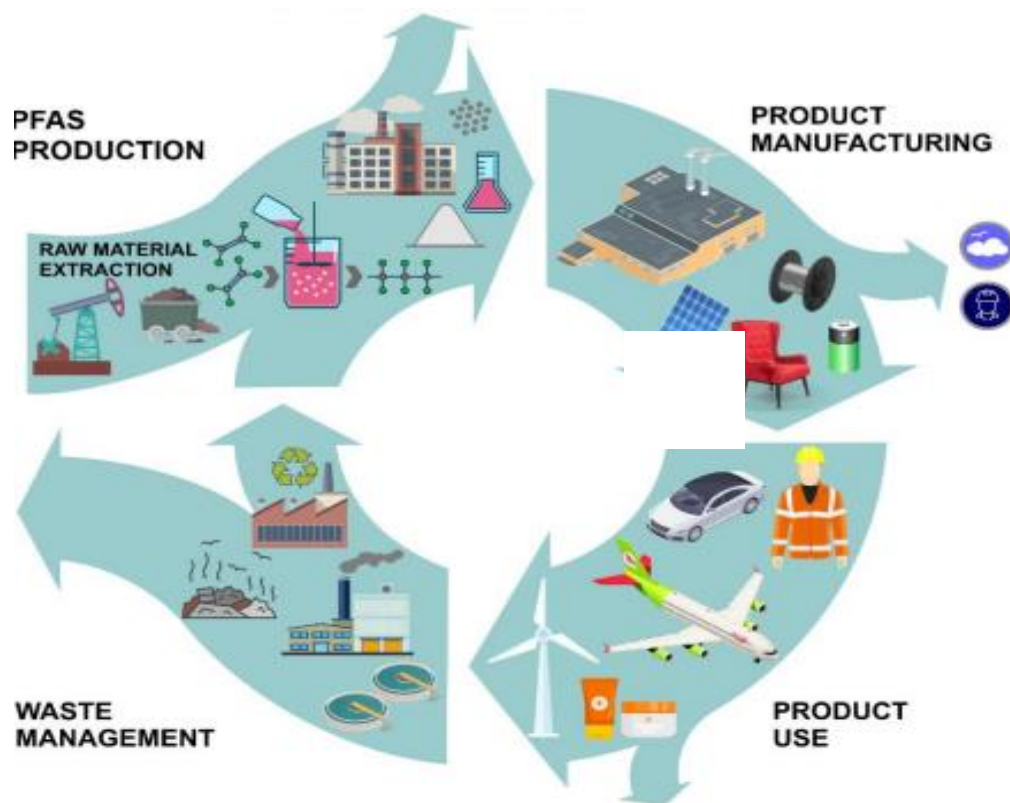 PFAS
PRODUCTION
RAW MATERIAL
EXTRACTION
PRODUCT
MANUFACTURING
WASTE
MANAGEMENT
PRODUCT
USE